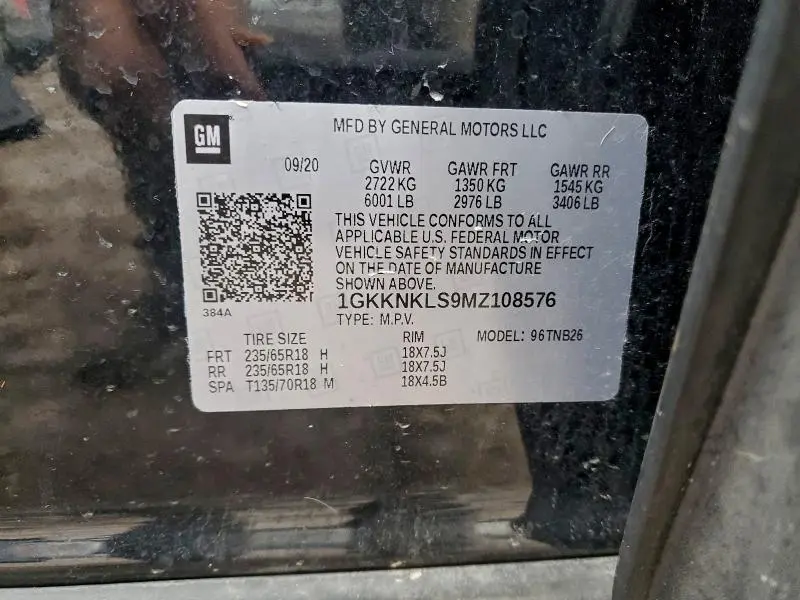 GM
MFD BY GENERAL MOTORS LLC
09/20 GVWR GAWR FRT GAWR RR
2722 KG 1350 KG 1545 KG
6001 LB 2976 LB 3406 LB
THIS VEHICLE CONFORMS TO ALL
APPLICABLE U.S. FEDERAL MOTOR
VEHICLE SAFETY STANDARDS IN EFFECT
ON THE DATE OF MANUFACTURE
SHOWN ABOVE.
384A
1GKKNKLS9MZ108576
TYPE: M.P.V.
TIRE SIZE RIM MODEL: 96TNB26
FRT 235/65R18 H 18X7.5J
RR 235/65R18 H 18X7.5J
SPA T135/70R18 M 18X4.5B